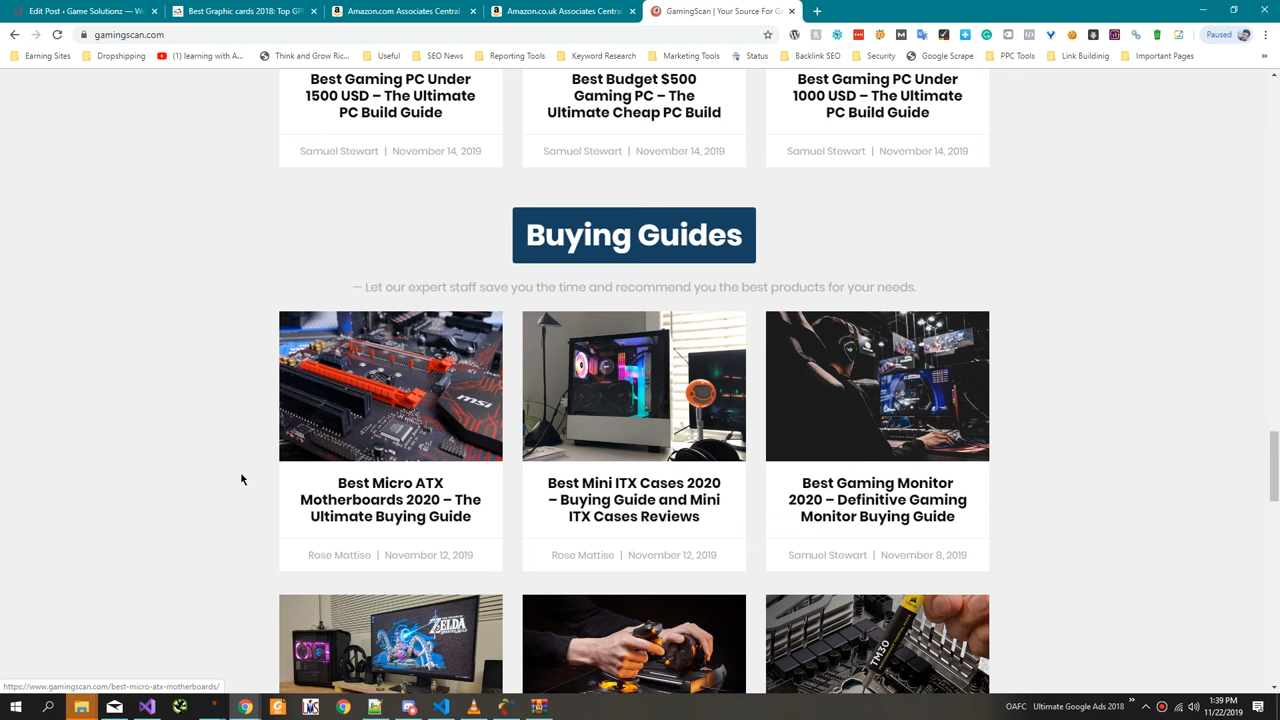 Edit Post ‹ Game Solutionz — W
Best Graphic cards 2018: Top GP
Amazon.com Associates Central
Amazon.co.uk Associates Central
GamingScan | Your Source For G
gamingscan.com
Paused
Earning Sites
Dropshipping
(1) learning with A...
Think and Grow Ric...
Useful
SEO News
Reporting Tools
Keyword Research
Marketing Tools
Status
Backlink SEO
Security
Google Scrape
PPC Tools
Link Buildinig
Important Pages
Best Gaming PC Under
1500 USD – The Ultimate
PC Build Guide
Samuel Stewart | November 14, 2019
Best Budget $500
Gaming PC – The
Ultimate Cheap PC Build
Samuel Stewart | November 14, 2019
Best Gaming PC Under
1000 USD – The Ultimate
PC Build Guide
Samuel Stewart | November 14, 2019
Buying Guides
— Let our expert staff save you the time and recommend you the best products for your needs.
msi
Best Micro ATX
Motherboards 2020 – The
Ultimate Buying Guide
Rose Mattise | November 12, 2019
Best Mini ITX Cases 2020
– Buying Guide and Mini
ITX Cases Reviews
Rose Mattise | November 12, 2019
Best Gaming Monitor
2020 – Definitive Gaming
Monitor Buying Guide
Samuel Stewart | November 8, 2019
ZELDA
TM30
https://www.gamingscan.com/best-micro-atx-motherboards/
OAFC
Ultimate Google Ads 2018
1:39 PM
11/22/2019